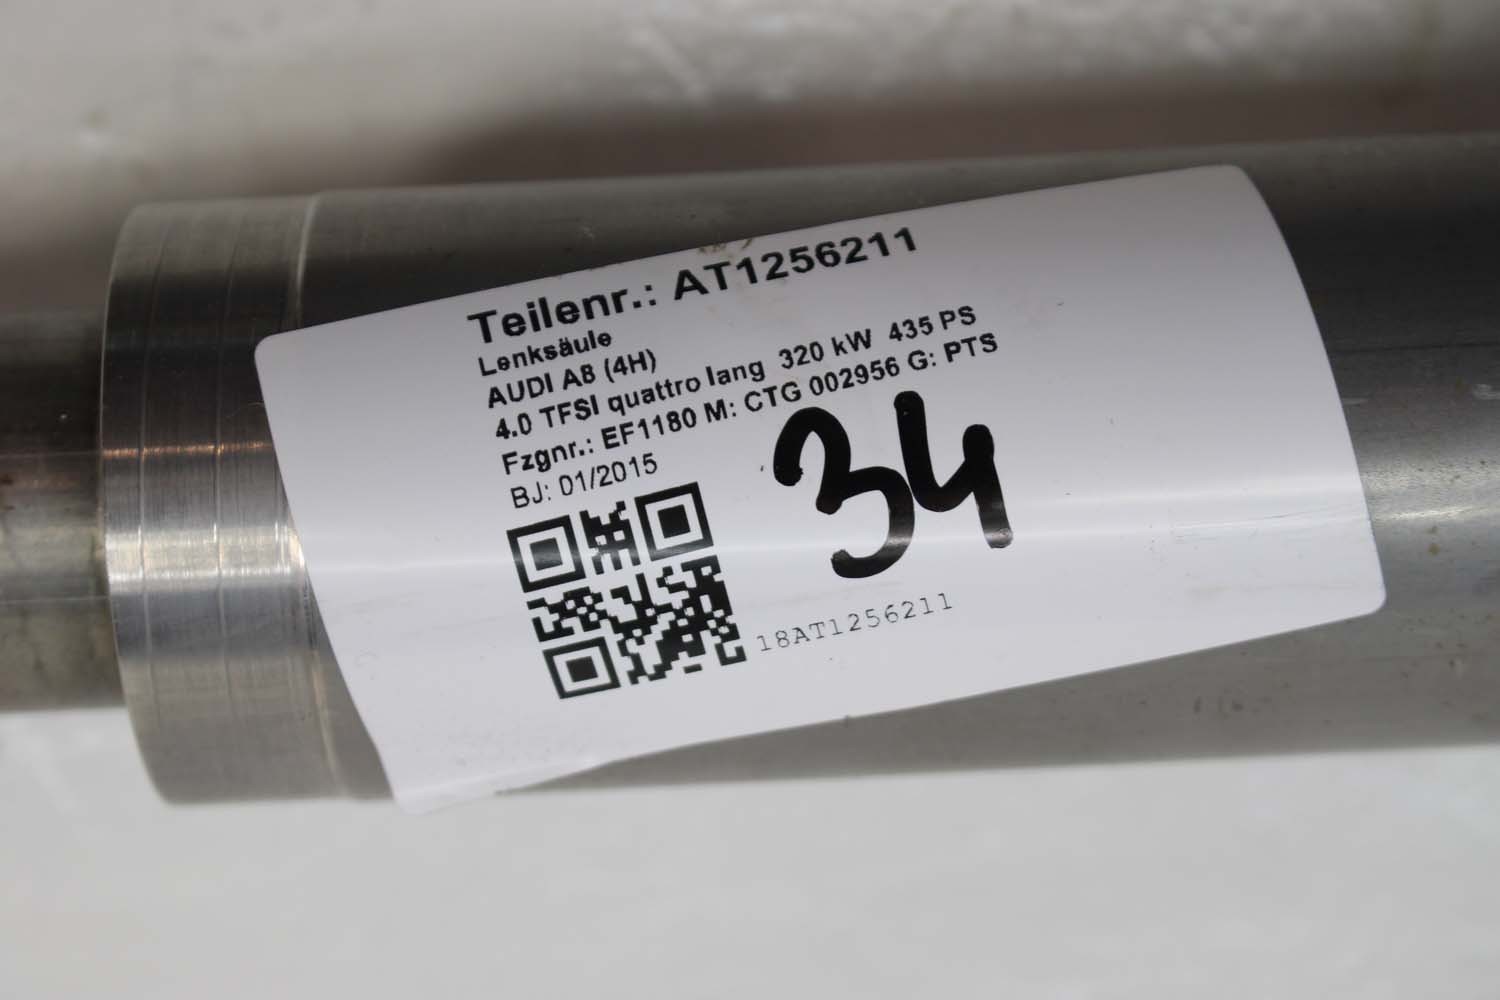 Teilenr.: AT1256211
Lenksäule
AUDI A8 (4H)
4.0 TFSI quattro lang 320 kW 435 PS
Fzgnr.: EF1180 M: CTG 002956 G: PTS
BJ: 01/2015
34
18AT1256211